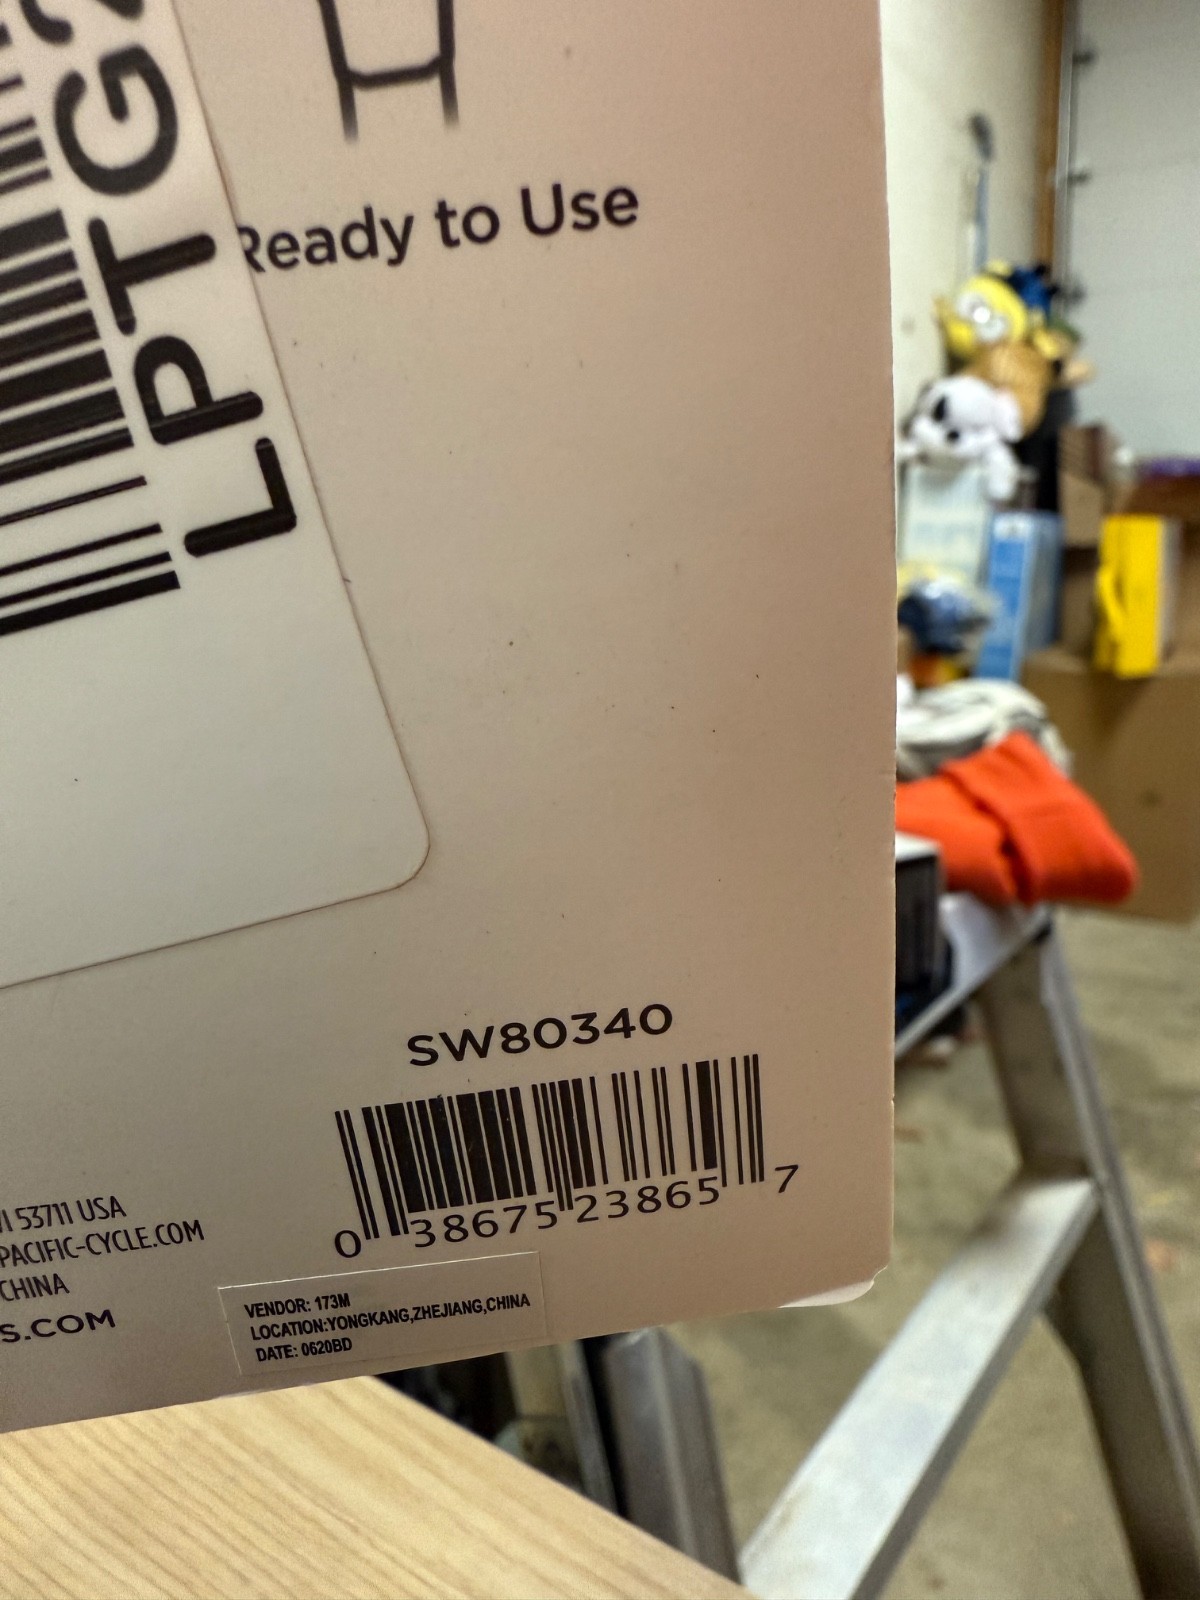 LPTG
Ready to Use
SW80340
0 38675 23865 7
53711 USA
PACIFIC-CYCLE.COM
CHINA
S.COM
VENDOR: 173M
LOCATION:YONGKANG,ZHEJIANG,CHINA
DATE: 0620BD